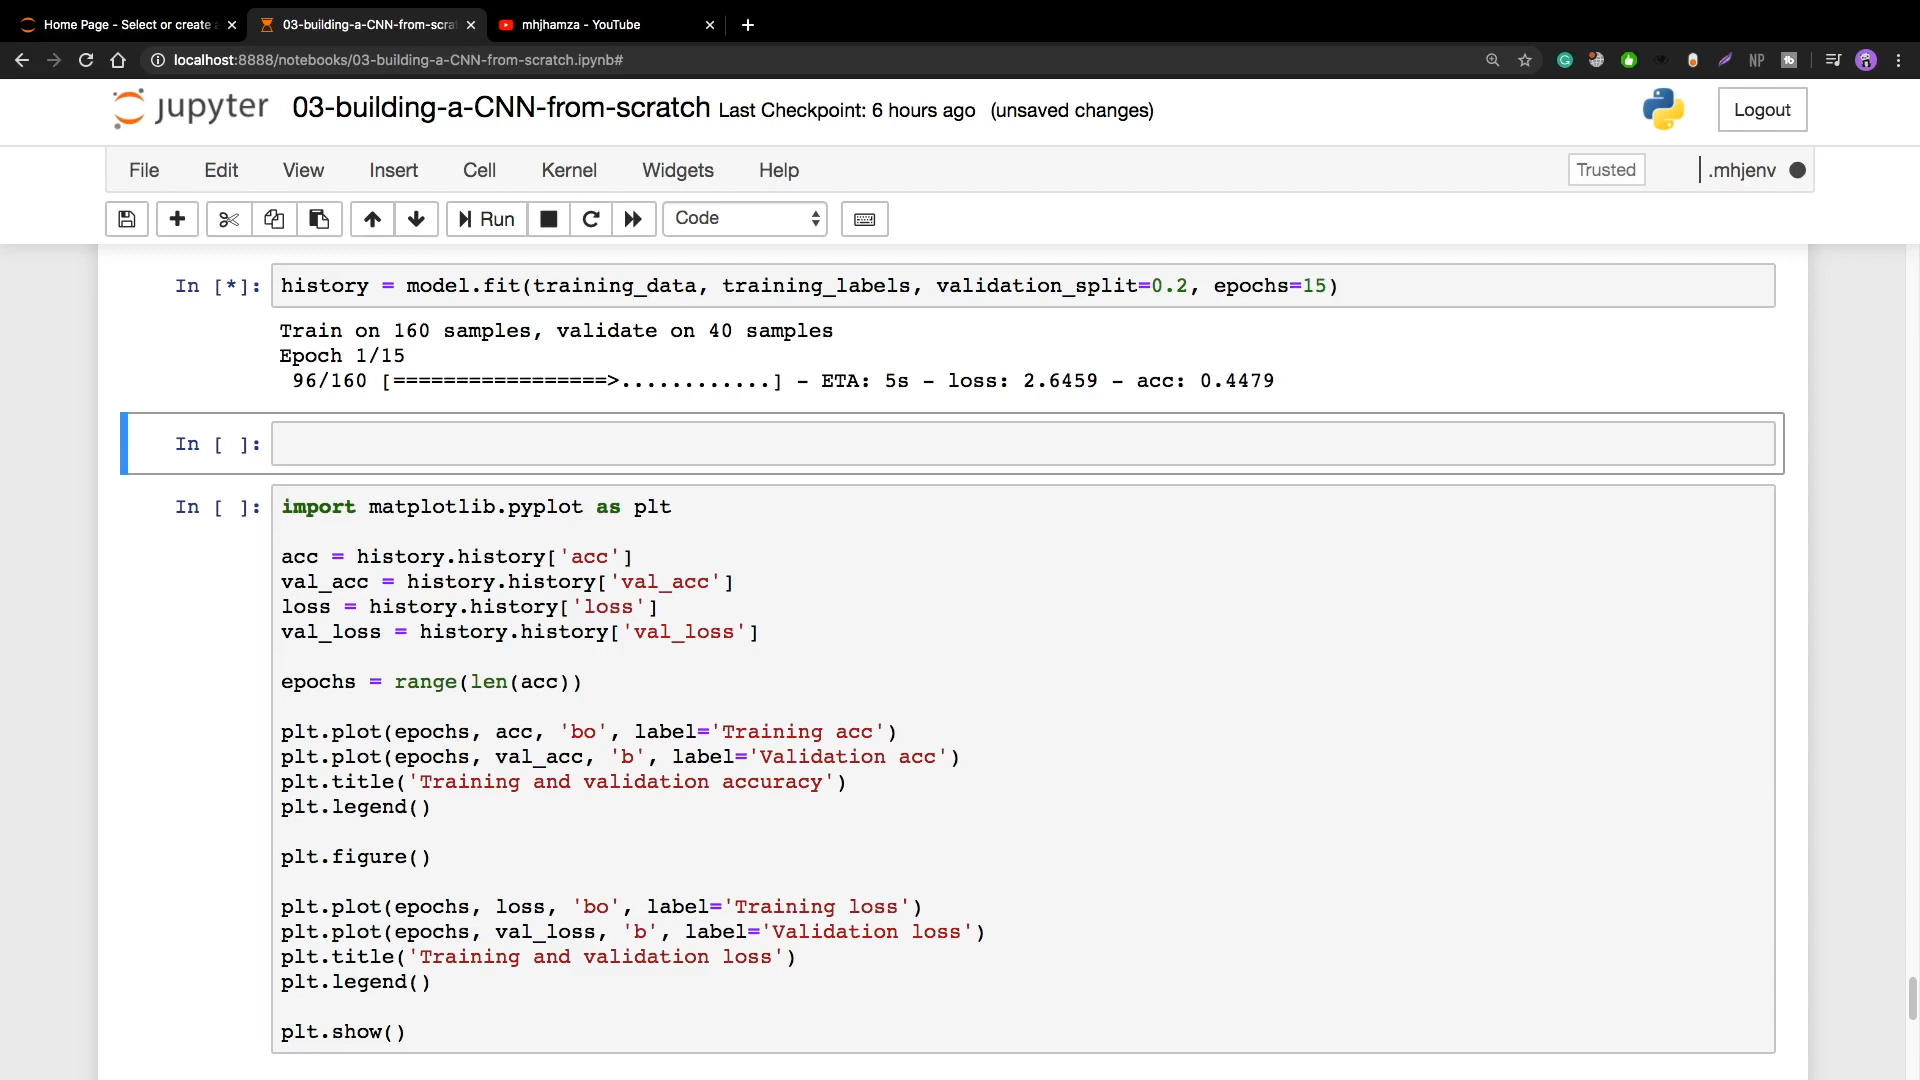 Home Page - Select or create a
03-building-a-CNN-from-scra
mhjhamza - YouTube
localhost:8888/notebooks/03-building-a-CNN-from-scratch.ipynb#
NP
tb
jupyter 03-building-a-CNN-from-scratch Last Checkpoint: 6 hours ago (unsaved changes)
Logout
File Edit View Insert Cell Kernel Widgets Help Trusted .mhjenv
Run Code
In [*]: history = model.fit(training_data, training_labels, validation_split=0.2, epochs=15)
Train on 160 samples, validate on 40 samples
Epoch 1/15
96/160 [=================>............] - ETA: 5s - loss: 2.6459 - acc: 0.4479
In [ ]:
In [ ]: import matplotlib.pyplot as plt
acc = history.history['acc']
val_acc = history.history['val_acc']
loss = history.history['loss']
val_loss = history.history['val_loss']
epochs = range(len(acc))
plt.plot(epochs, acc, 'bo', label='Training acc')
plt.plot(epochs, val_acc, 'b', label='Validation acc')
plt.title('Training and validation accuracy')
plt.legend()
plt.figure()
plt.plot(epochs, loss, 'bo', label='Training loss')
plt.plot(epochs, val_loss, 'b', label='Validation loss')
plt.title('Training and validation loss')
plt.legend()
plt.show()